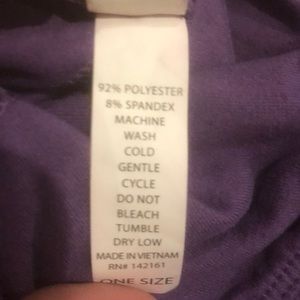 92% POLYESTER
8% SPANDEX
MACHINE
WASH
COLD
GENTLE
CYCLE
DO NOT
BLEACH
TUMBLE
DRY LOW
MADE IN VIETNAM
RN# 142161
ONE SIZE